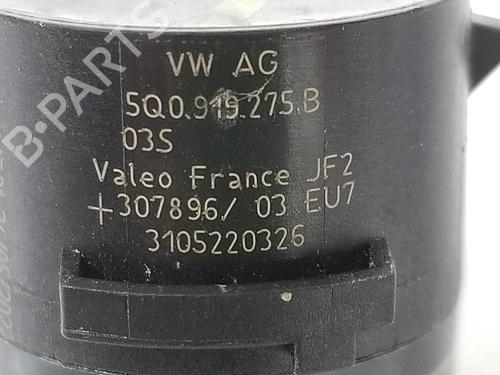 VW AG
5Q0.919.275.B
03S
Valeo France JF2
+307896/ 03 EU7
3105220326
B-PARTS